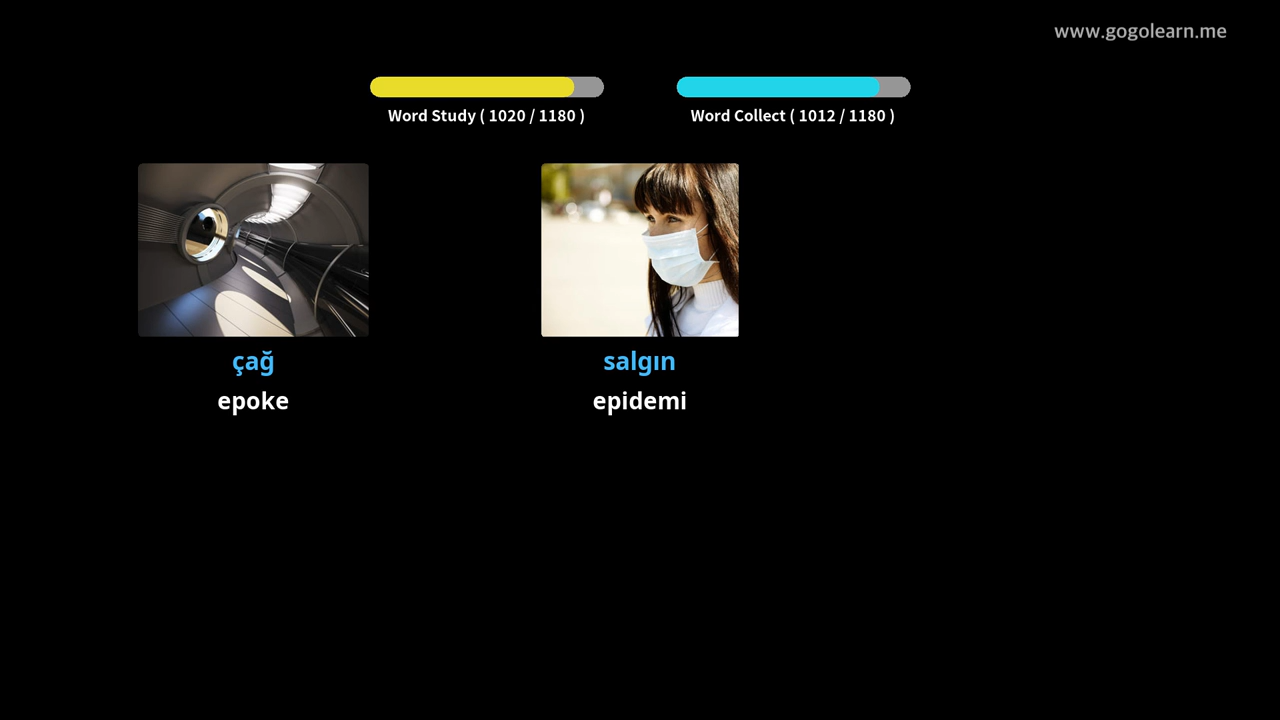 www.gogolearn.me
Word Study ( 1020 / 1180 )
Word Collect ( 1012 / 1180 )
çağ
epoke
salgın
epidemi